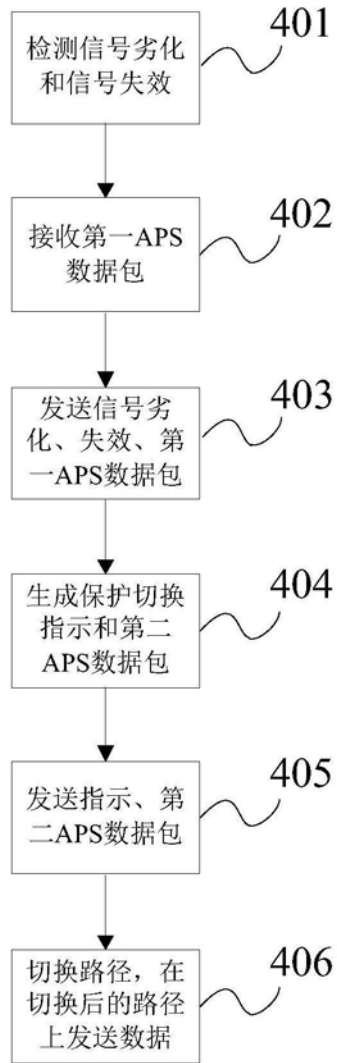 检测信号劣化
和信号失效
401
接收第一APS
数据包
402
发送信号劣
化、失效、第
一APS数据包
403
生成保护切换
指示和第二
APS数据包
404
发送指示、第
二APS数据包
405
切换路径，在
切换后的路径
上发送数据
406